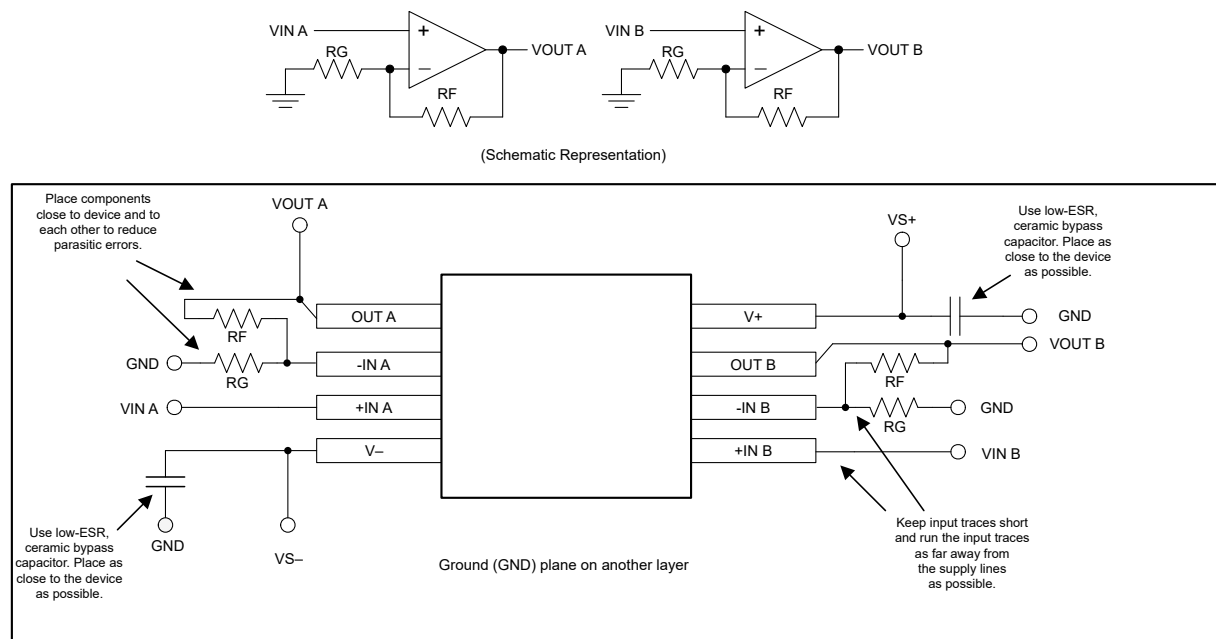 VIN A
+
RG
−
VOUT A
RF
VIN B
+
RG
−
VOUT B
RF
(Schematic Representation)
Place components
close to device and to
each other to reduce
parasitic errors.
VOUT A
VS+
Use low-ESR,
ceramic bypass
capacitor. Place as
close to the device
as possible.
OUT A
V+
GND
RF
VOUT B
GND
-IN A
OUT B
RF
RG
VIN A
+IN A
-IN B
GND
RG
V–
+IN B
VIN B
Use low-ESR,
ceramic bypass
capacitor. Place as
close to the device
as possible.
GND
VS–
Ground (GND) plane on another layer
Keep input traces short
and run the input traces
as far away from
the supply lines
as possible.